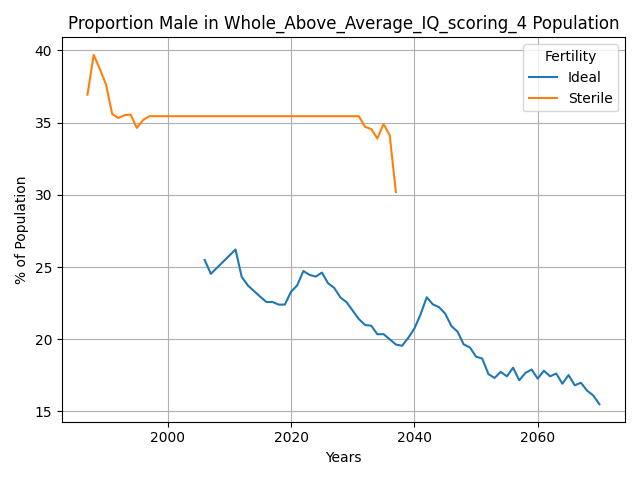 Proportion Male in Whole_Above_Average_IQ_scoring_4 Population
Fertility
Ideal
Sterile
% of Population
40
35
30
25
20
15
2000
2020
2040
2060
Years